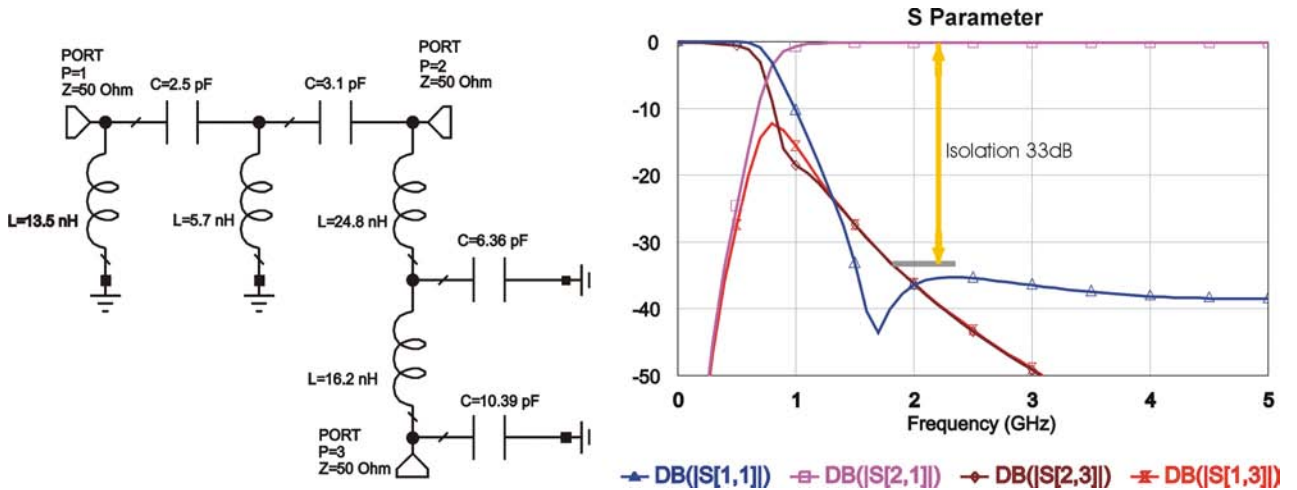 PORT
P=1
Z=50 Ohm
C=2.5 pF
C=3.1 pF
PORT
P=2
Z=50 Ohm
L=13.5 nH
L=5.7 nH
L=24.8 nH
C=6.36 pF
L=16.2 nH
C=10.39 pF
PORT
P=3
Z=50 Ohm
S Parameter
0
-10
-20
-30
-40
-50
Isolation 33dB
0 1 2 3 4 5
Frequency (GHz)
DB(|S[1,1]|) DB(|S[2,1]|) DB(|S[2,3]|) DB(|S[1,3]|)